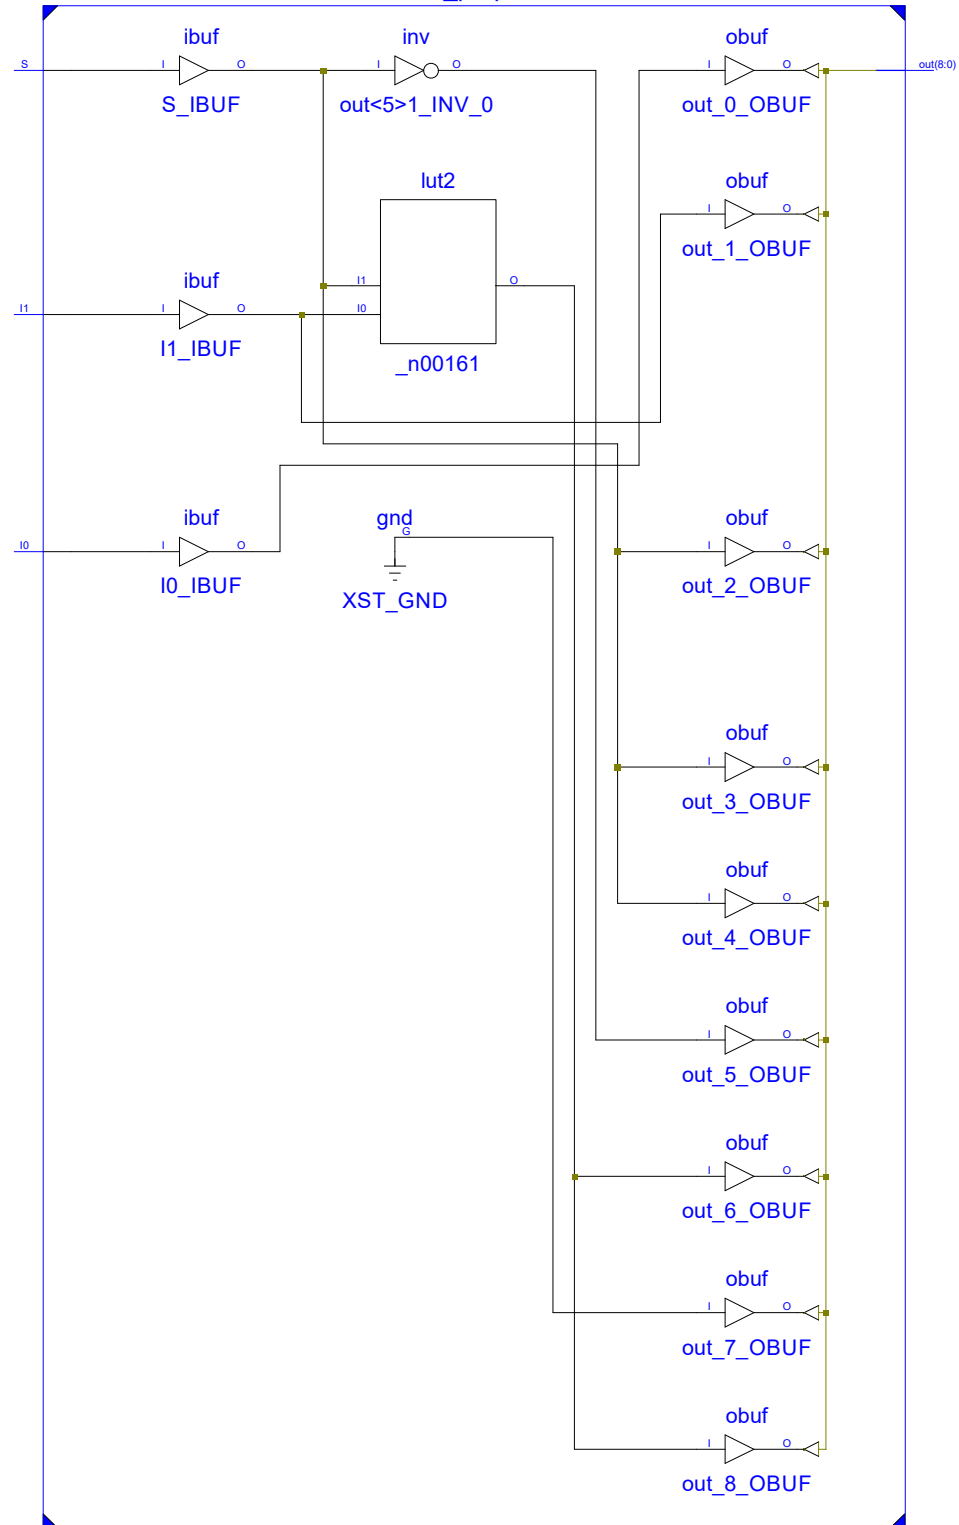 ibuf
inv
obuf
S
I
O
I
O
I
O
out(8:0)
S_IBUF
out<5>1_INV_0
out_0_OBUF
lut2
obuf
I
O
out_1_OBUF
ibuf
I1
O
I1
I
O
I0
I1_IBUF
_n00161
ibuf
gnd
obuf
G
I0
I
O
I
O
I0_IBUF
XST_GND
out_2_OBUF
obuf
I
O
out_3_OBUF
obuf
I
O
out_4_OBUF
obuf
I
O
out_5_OBUF
obuf
I
O
out_6_OBUF
obuf
I
O
out_7_OBUF
obuf
I
O
out_8_OBUF